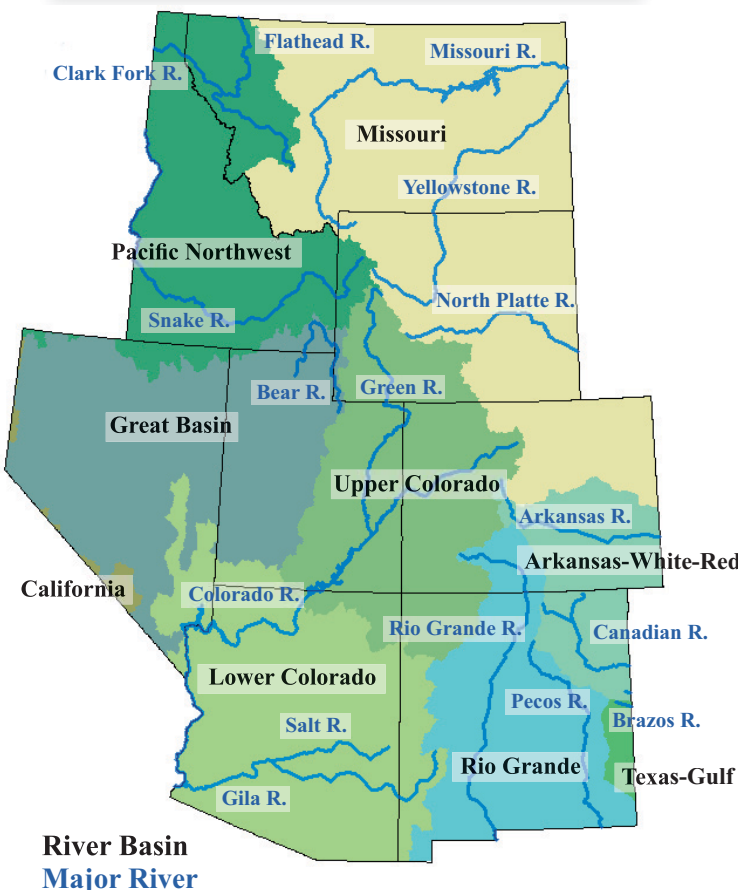 Flathead R.
Missouri R.
Clark Fork R.
Missouri
Yellowstone R.
Pacific Northwest
North Platte R.
Snake R.
Bear R.
Green R.
Great Basin
Upper Colorado
Arkansas R.
Arkansas-White-Red
California
Colorado R.
Rio Grande R.
Canadian R.
Lower Colorado
Pecos R.
Brazos R.
Salt R.
Rio Grande
Texas-Gulf
Gila R.
River Basin
Major River